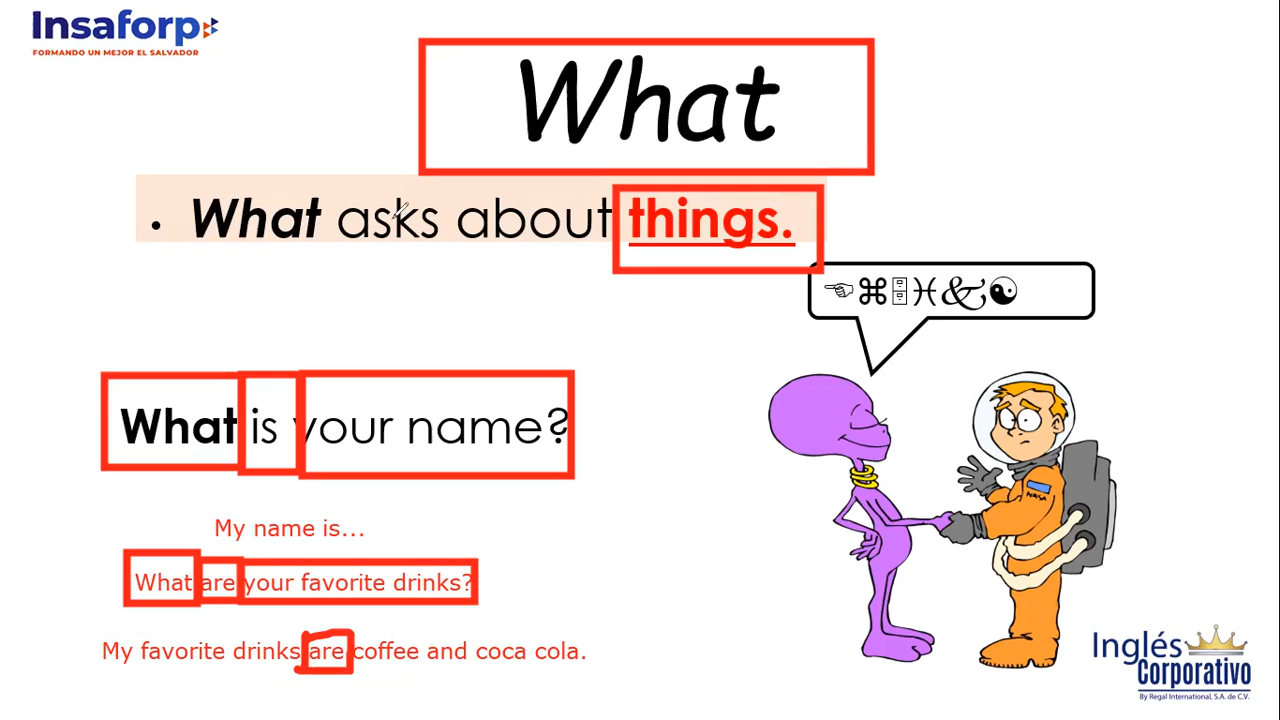 Insaforp
FORMANDO UN MEJOR EL SALVADOR
What
• What asks about things.
What is your name?
My name is...
What are your favorite drinks?
My favorite drinks are coffee and coca cola.
NASA
Inglés
Corporativo
By Regal International, S.A. de C.V.